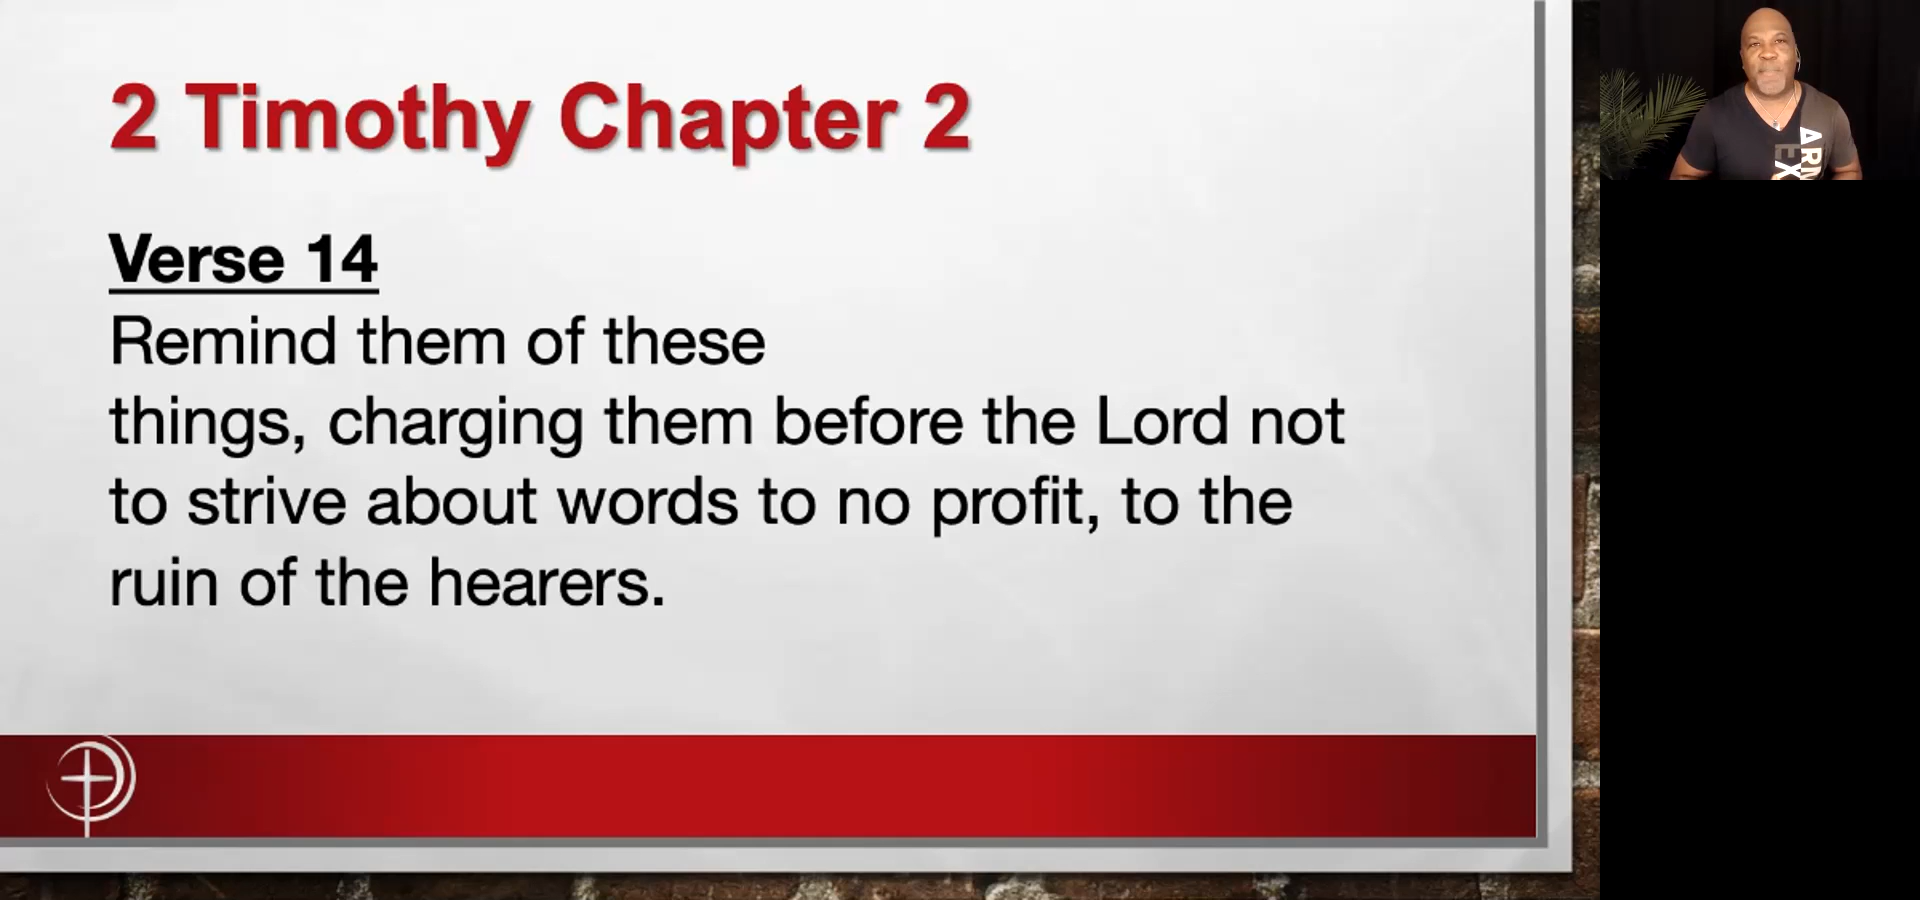 2 Timothy Chapter 2
Verse 14
Remind them of these
things, charging them before the Lord not
to strive about words to no profit, to the
ruin of the hearers.